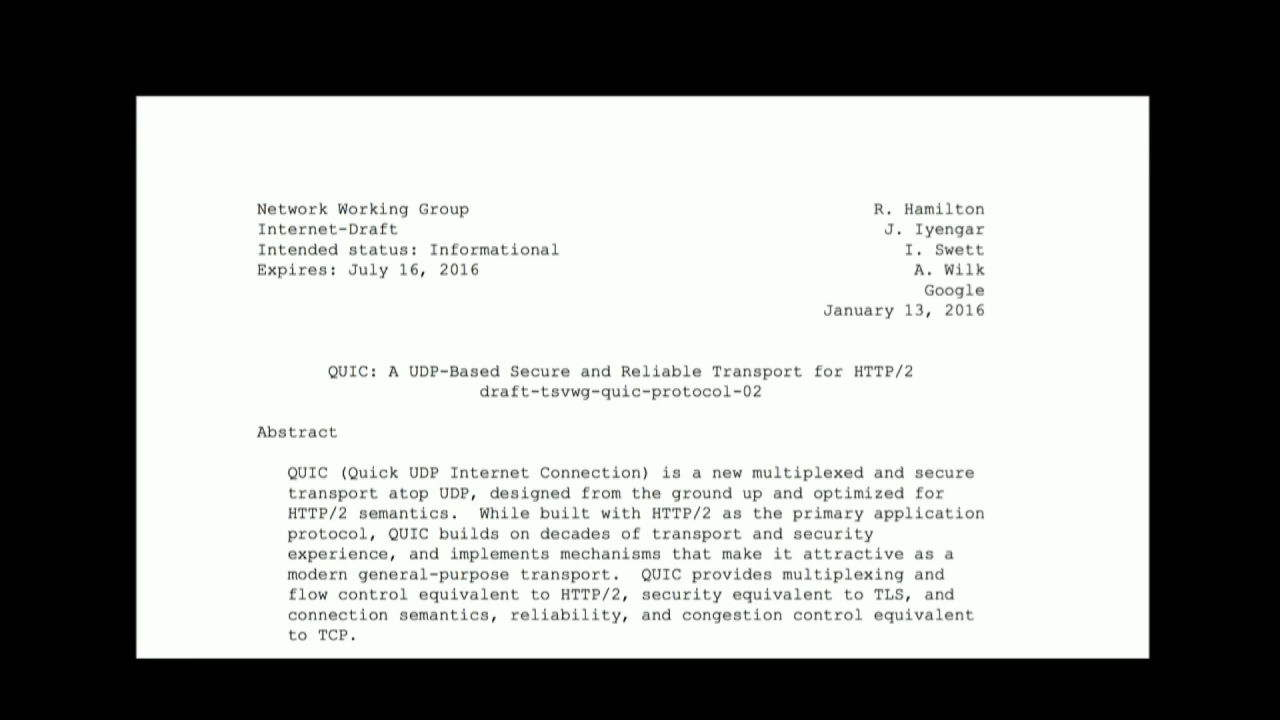 Network Working Group R. Hamilton
Internet-Draft J. Iyengar
Intended status: Informational I. Swett
Expires: July 16, 2016 A. Wilk
Google
January 13, 2016
QUIC: A UDP-Based Secure and Reliable Transport for HTTP/2
draft-tsvwg-quic-protocol-02
Abstract
QUIC (Quick UDP Internet Connection) is a new multiplexed and secure
transport atop UDP, designed from the ground up and optimized for
HTTP/2 semantics. While built with HTTP/2 as the primary application
protocol, QUIC builds on decades of transport and security
experience, and implements mechanisms that make it attractive as a
modern general-purpose transport. QUIC provides multiplexing and
flow control equivalent to HTTP/2, security equivalent to TLS, and
connection semantics, reliability, and congestion control equivalent
to TCP.